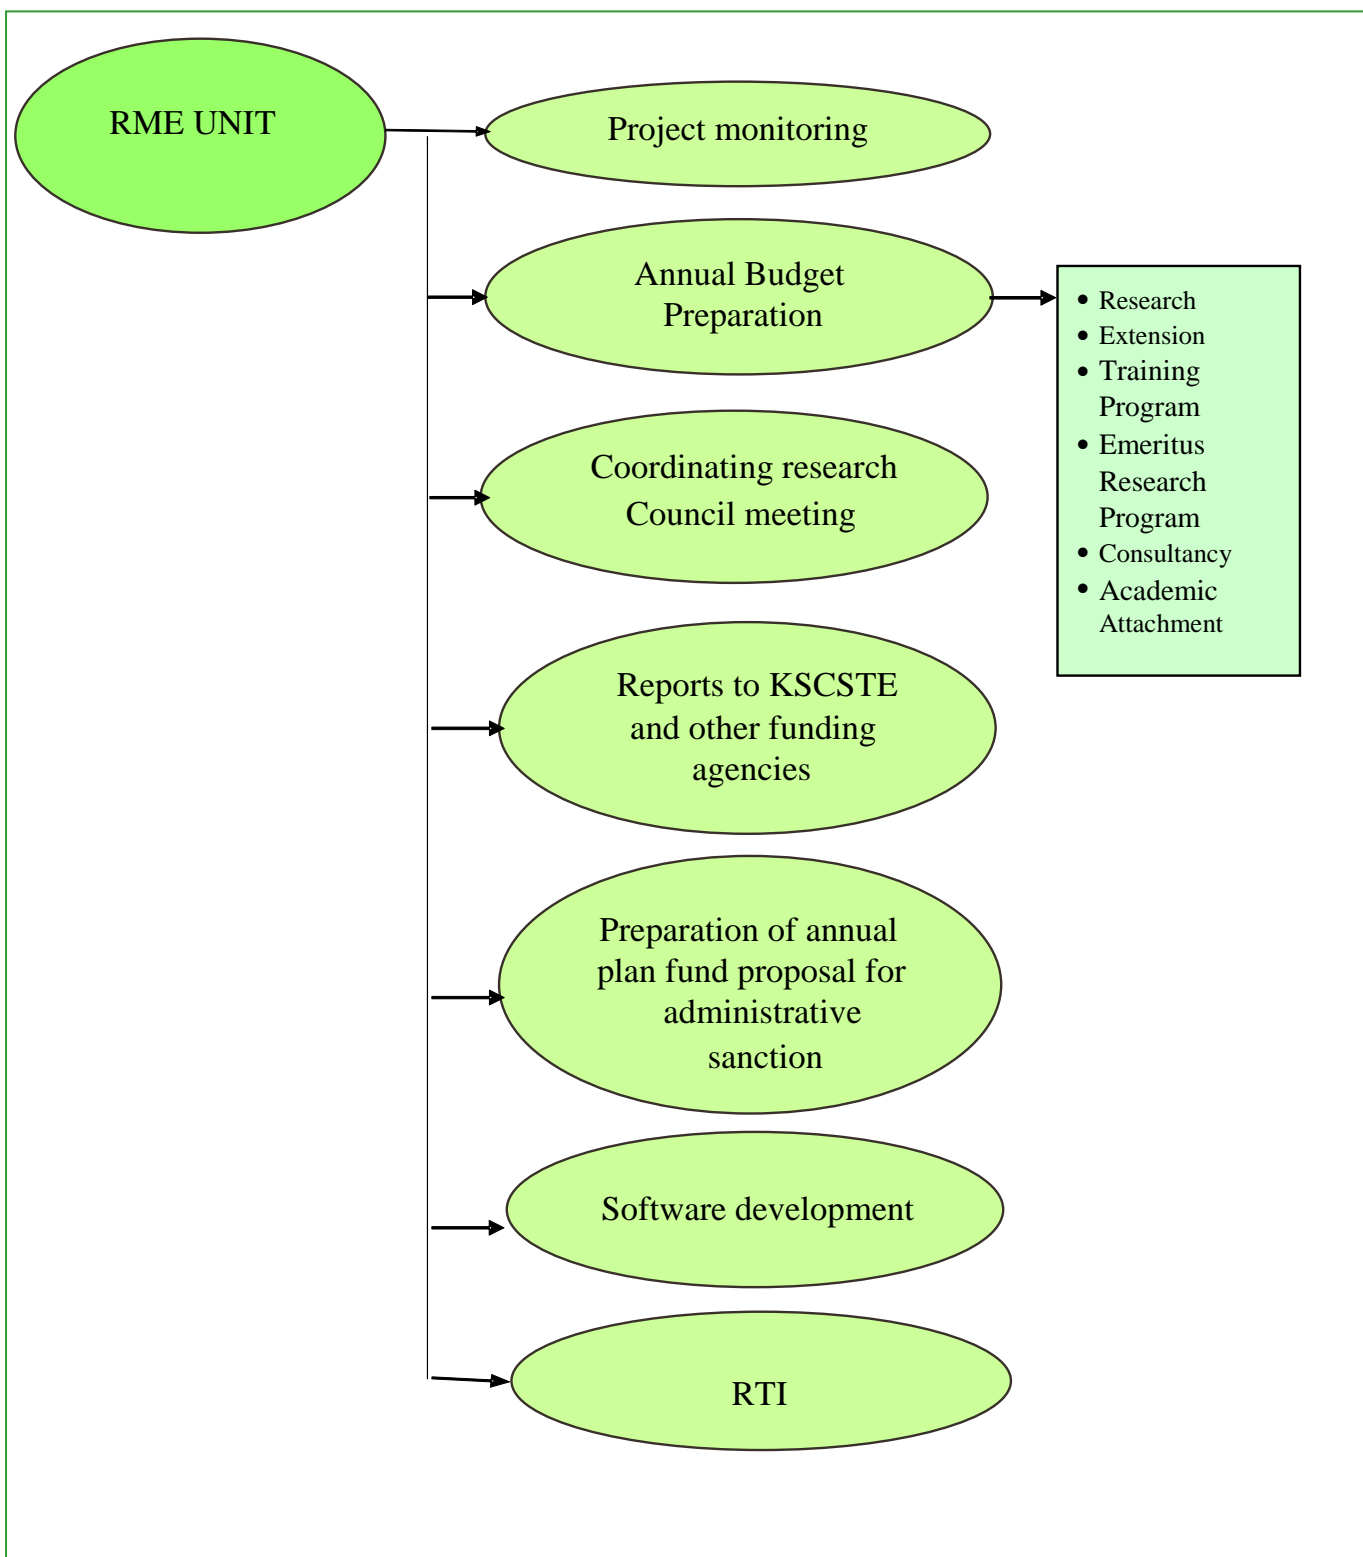 RME UNIT
Project monitoring
Annual Budget
Preparation
• Research
• Extension
• Training
Program
• Emeritus
Research
Program
• Consultancy
• Academic
Attachment
Coordinating research
Council meeting
Reports to KSCSTE
and other funding
agencies
Preparation of annual
plan fund proposal for
administrative
sanction
Software development
RTI